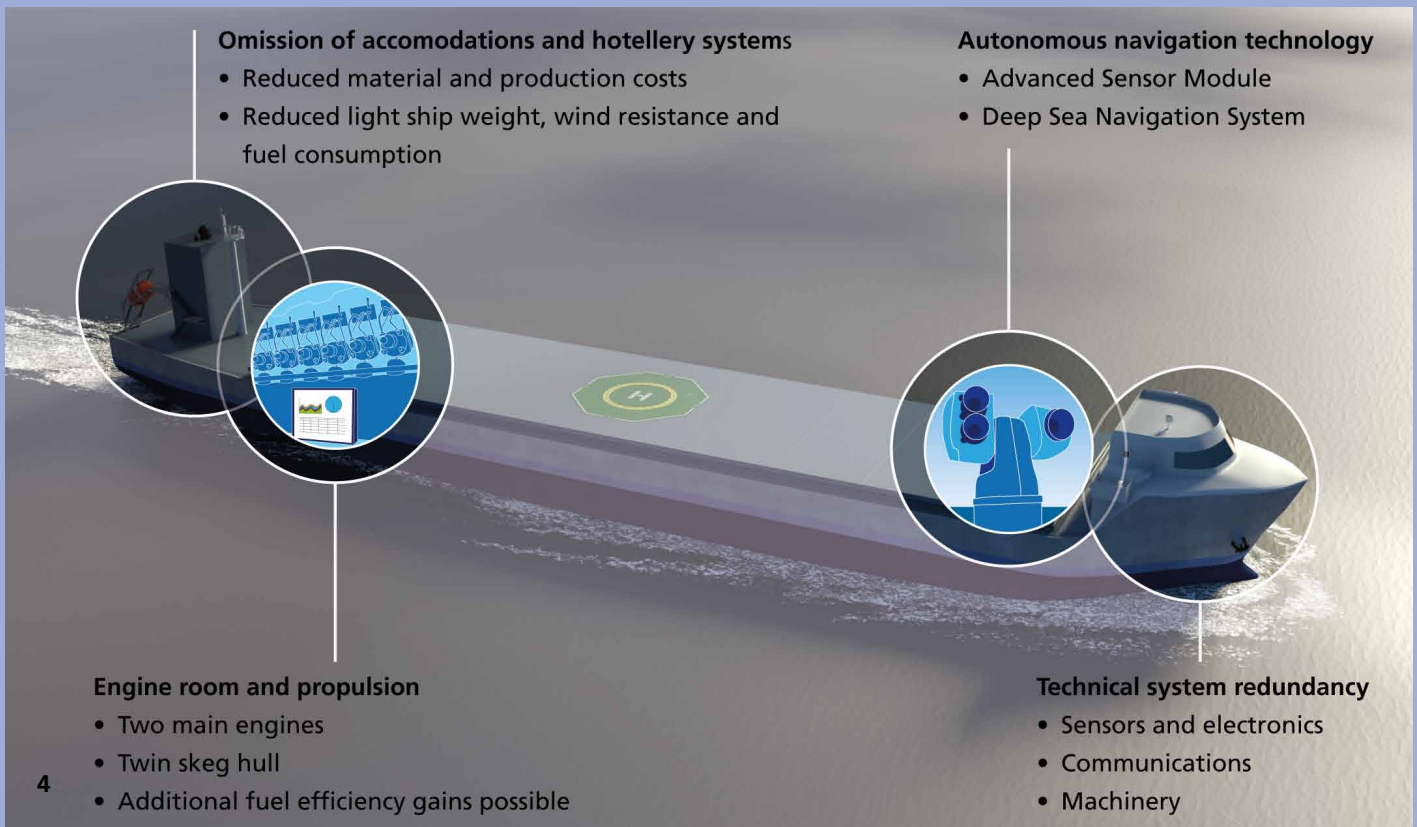 Omission of accomodations and hotellery systems
• Reduced material and production costs
• Reduced light ship weight, wind resistance and
fuel consumption
Autonomous navigation technology
• Advanced Sensor Module
• Deep Sea Navigation System
H
Engine room and propulsion
• Two main engines
• Twin skeg hull
• Additional fuel efficiency gains possible
Technical system redundancy
• Sensors and electronics
• Communications
• Machinery
4